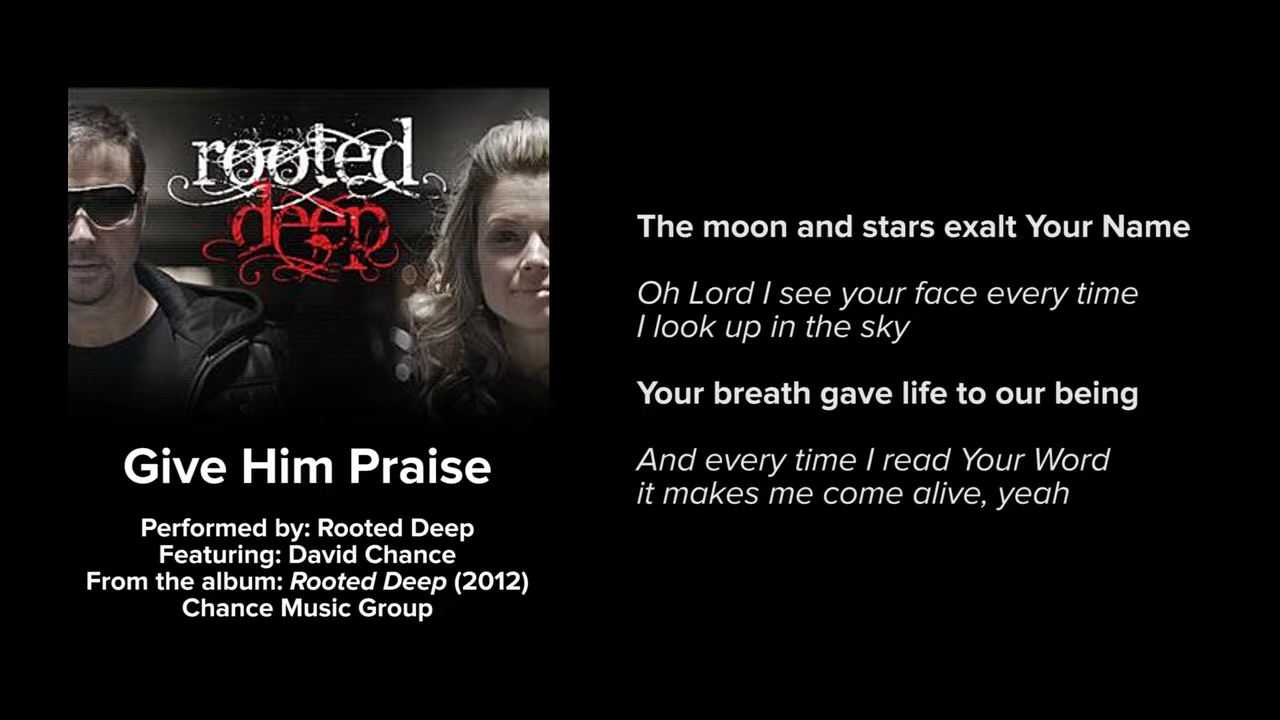 rooted
deep
Give Him Praise
Performed by: Rooted Deep
Featuring: David Chance
From the album: Rooted Deep (2012)
Chance Music Group
The moon and stars exalt Your Name
Oh Lord I see your face every time
I look up in the sky
Your breath gave life to our being
And every time I read Your Word
it makes me come alive, yeah